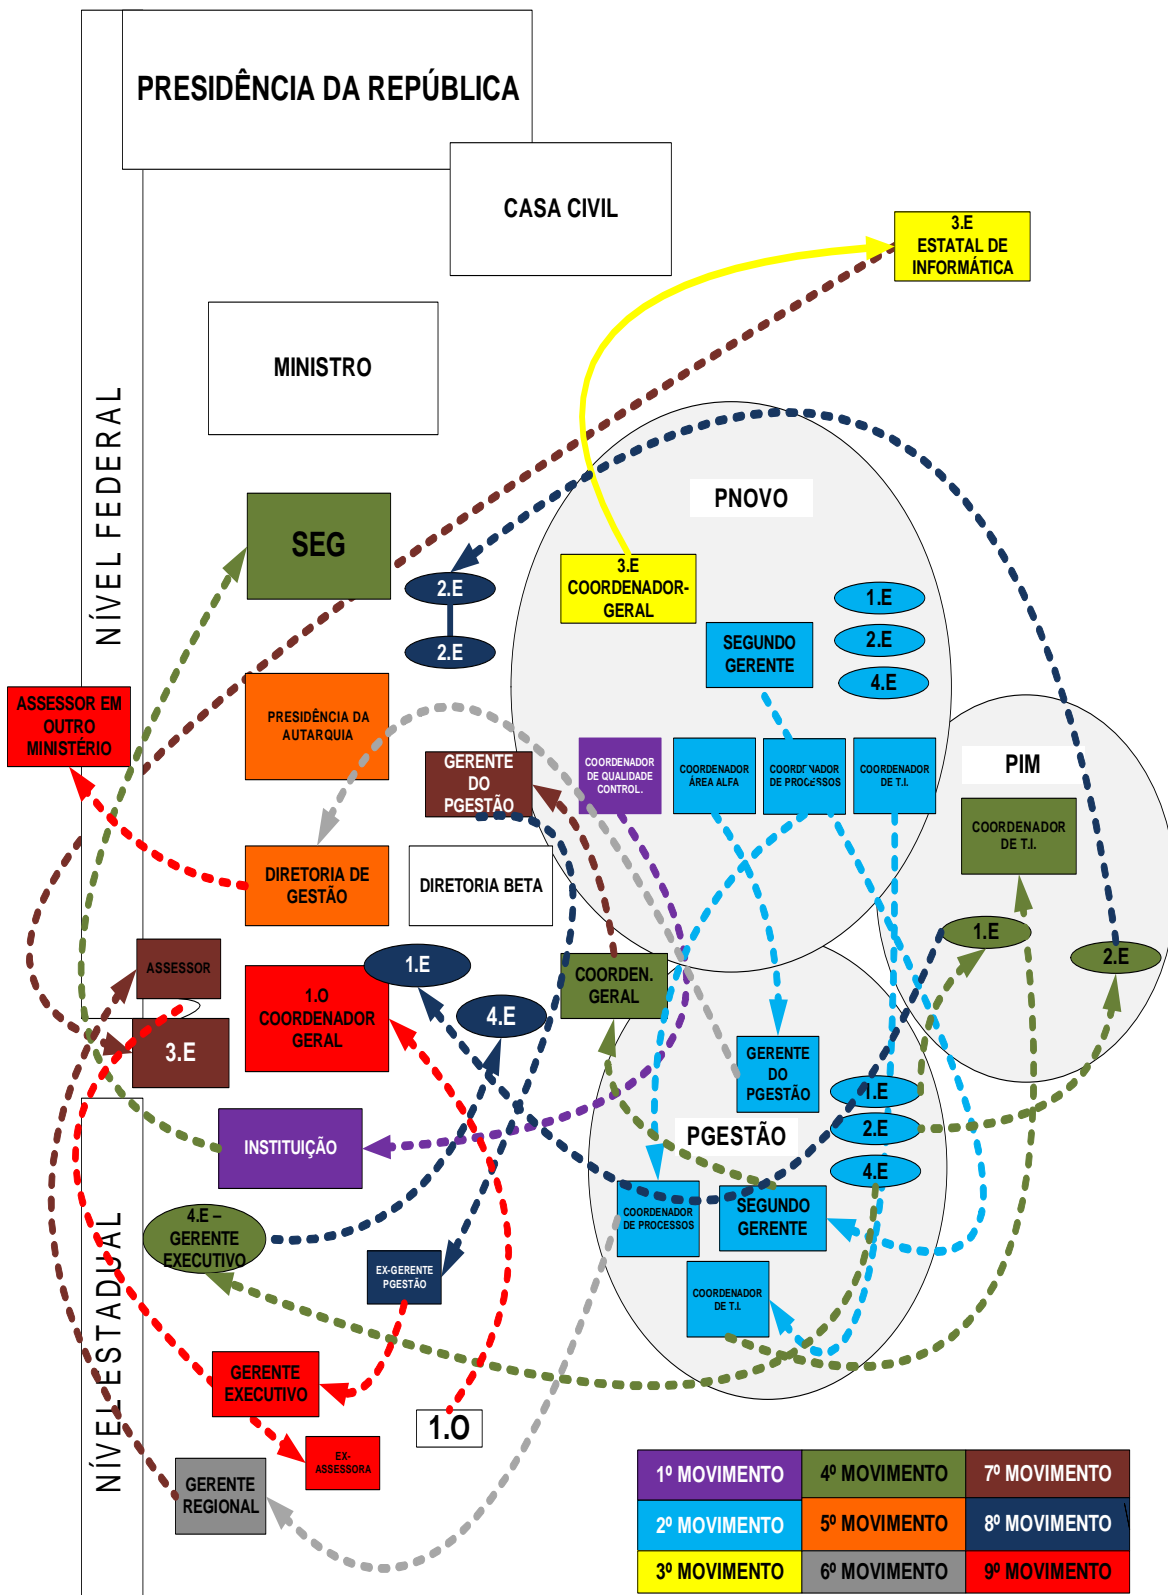 PRESIDÊNCIA DA REPÚBLICA
CASA CIVIL
3.E
ESTATAL DE
INFORMÁTICA
MINISTRO
NÍVEL FEDERAL
PNOVO
SEG
3.E
COORDENADOR-
GERAL
2.E
2.E
1.E
2.E
4.E
SEGUNDO
GERENTE
ASSESSOR EM
OUTRO
MINISTÉRIO
PRESIDÊNCIA DA
AUTARQUIA
GERENTE
DO
PGESTÃO
COORDENADOR
DE QUALIDADE
CONTROL.
COORDENADOR
ÁREA ALFA
COORDENADOR
DE PROCESSOS
COORDENADOR
DE T.I.
PIM
COORDENADOR
DE T.I.
DIRETORIA DE
GESTÃO
DIRETORIA BETA
1.E
2.E
ASSESSOR
1.E
COORDEN.
GERAL
1.O
COORDENADOR
GERAL
4.E
3.E
GERENTE
DO
PGESTÃO
1.E
2.E
4.E
PGESTÃO
INSTITUIÇÃO
COORDENADOR
DE PROCESSOS
SEGUNDO
GERENTE
4.E –
GERENTE
EXECUTIVO
EX-GERENTE
PGESTÃO
COORDENADOR
DE T.I.
NÍVEL ESTADUAL
GERENTE
EXECUTIVO
1.O
EX-
ASSESSORA
GERENTE
REGIONAL
1º MOVIMENTO
4º MOVIMENTO
7º MOVIMENTO
2º MOVIMENTO
5º MOVIMENTO
8º MOVIMENTO
3º MOVIMENTO
6º MOVIMENTO
9º MOVIMENTO